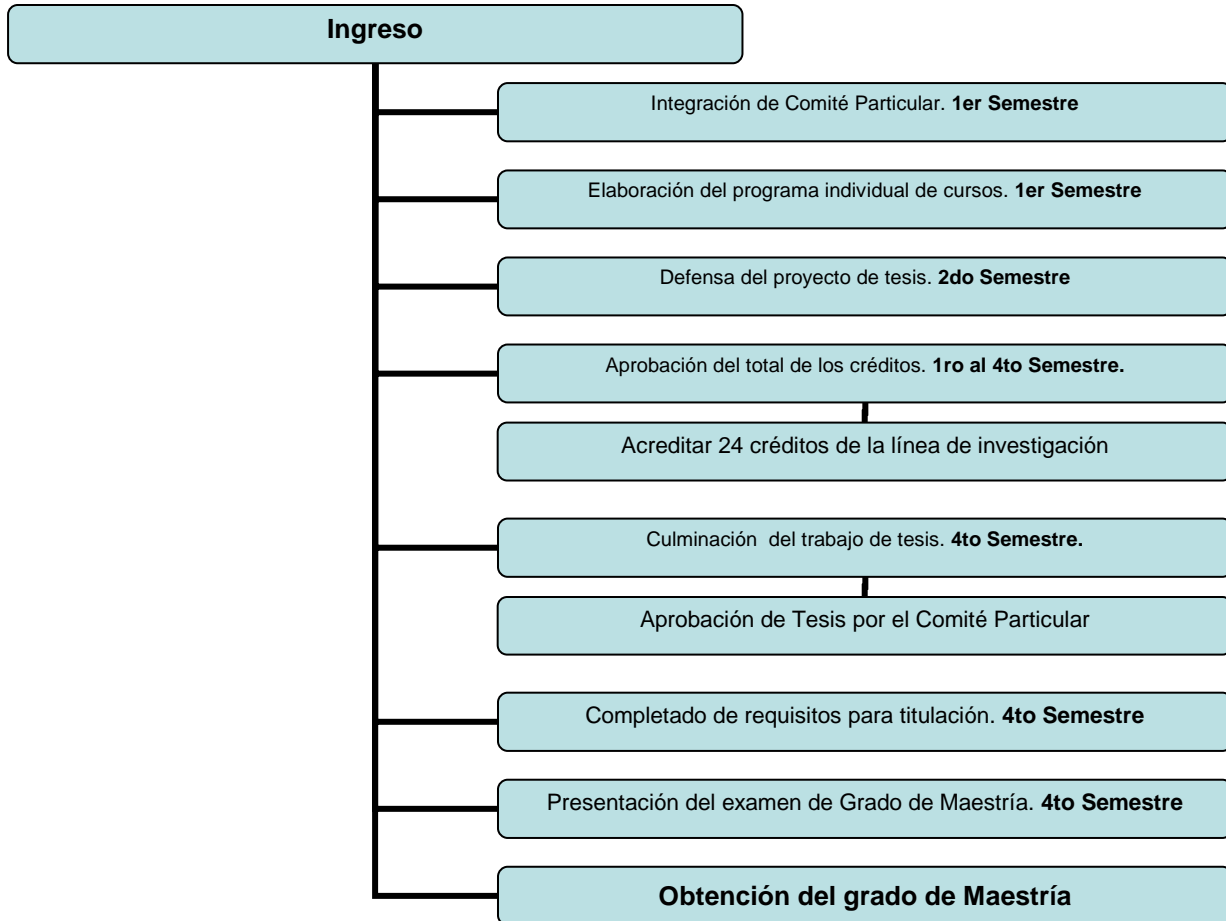 Ingreso
Integración de Comité Particular. 1er Semestre
Elaboración del programa individual de cursos. 1er Semestre
Defensa del proyecto de tesis. 2do Semestre
Aprobación del total de los créditos. 1ro al 4to Semestre.
Acreditar 24 créditos de la línea de investigación
Culminación  del trabajo de tesis. 4to Semestre.
Aprobación de Tesis por el Comité Particular
Completado de requisitos para titulación. 4to Semestre
Presentación del examen de Grado de Maestría. 4to Semestre
Obtención del grado de Maestría